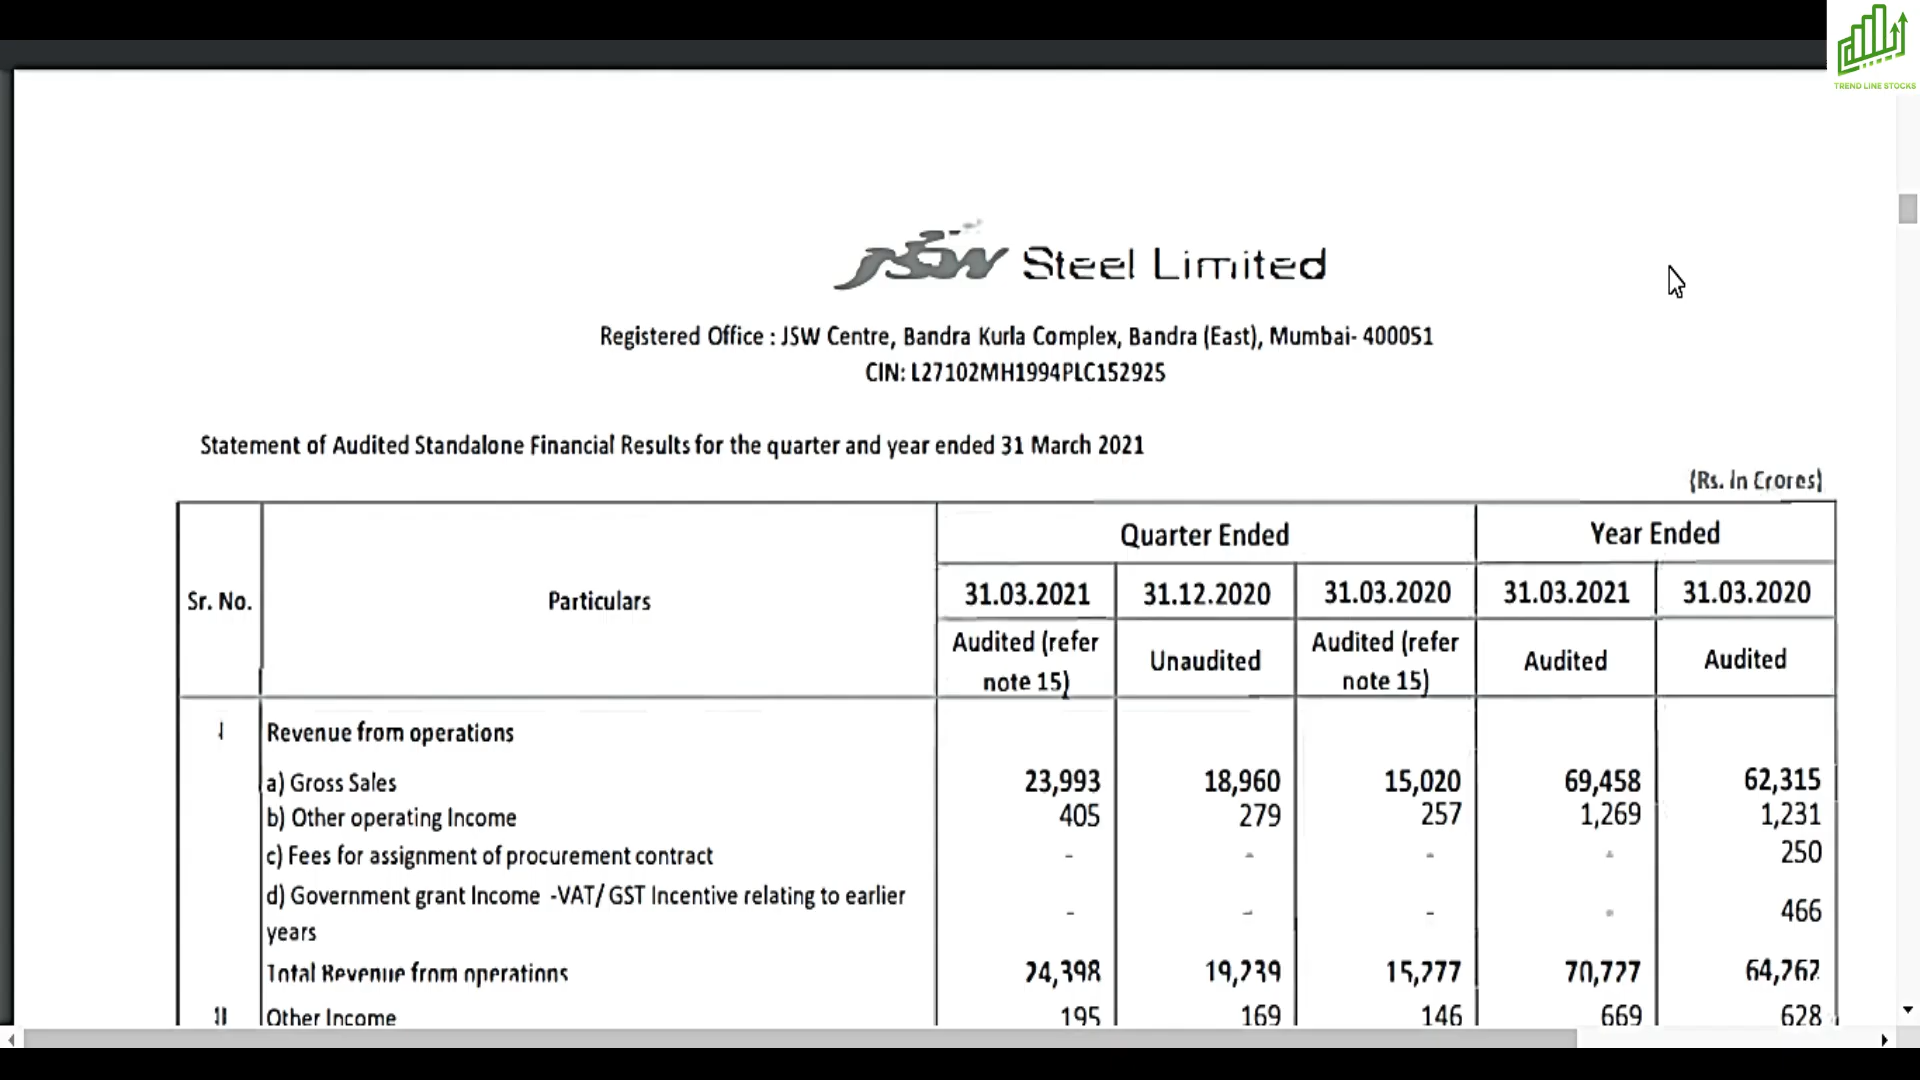 TREND LINE STOCKS
JSW Steel Limited
Registered Office : JSW Centre, Bandra Kurla Complex, Bandra (East), Mumbai- 400051
CIN: L27102MH1994PLC152925
Statement of Audited Standalone Financial Results for the quarter and year ended 31 March 2021
(Rs. in Crores)
Sr. No. Particulars Quarter Ended Year Ended
31.03.2021 31.12.2020 31.03.2020 31.03.2021 31.03.2020
Audited (refer note 15) Unaudited Audited (refer note 15) Audited Audited
I Revenue from operations
a) Gross Sales 23,993 18,960 15,020 69,458 62,315
b) Other operating Income 405 279 257 1,269 1,231
c) Fees for assignment of procurement contract - - - - 250
d) Government grant Income -VAT/ GST Incentive relating to earlier
years - - - - 466
Total Revenue from operations 24,398 19,239 15,277 70,727 64,262
II Other Income 195 169 146 669 628